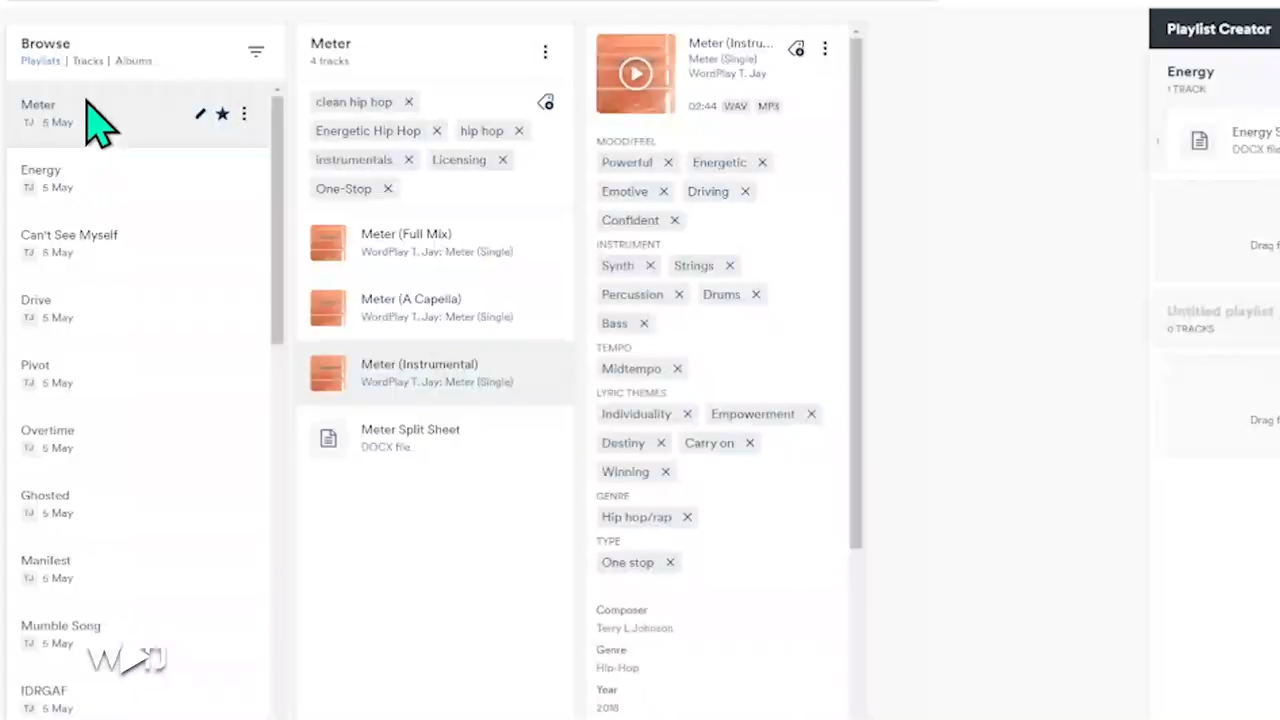 Browse
Playlists | Tracks | Albums
Meter
TJ 5 May
Energy
TJ 5 May
Can't See Myself
TJ 5 May
Drive
TJ 5 May
Pivot
TJ 5 May
Overtime
TJ 5 May
Ghosted
TJ 5 May
Manifest
TJ 5 May
Mumble Song
TJ 5 May
IDRGAF
TJ 5 May
Meter
4 tracks
clean hip hop
Energetic Hip Hop
hip hop
instrumentals
Licensing
One-Stop
Meter (Full Mix)
WordPlay T. Jay: Meter (Single)
Meter (A Capella)
WordPlay T. Jay: Meter (Single)
Meter (Instrumental)
WordPlay T. Jay: Meter (Single)
Meter Split Sheet
DOCX file
Meter (Instru...
Meter (Single)
WordPlay T. Jay
02:44 WAV MP3
MOOD/FEEL
Powerful
Energetic
Emotive
Driving
Confident
INSTRUMENT
Synth
Strings
Percussion
Drums
Bass
TEMPO
Midtempo
LYRIC THEMES
Individuality
Empowerment
Destiny
Carry on
Winning
GENRE
Hip hop/rap
TYPE
One stop
Composer
Terry L Johnson
Genre
Hip-Hop
Year
2018
Playlist Creator
Energy
1 TRACK
Energy S
DOCX file
Drag f
Untitled playlist
0 TRACKS
Drag f